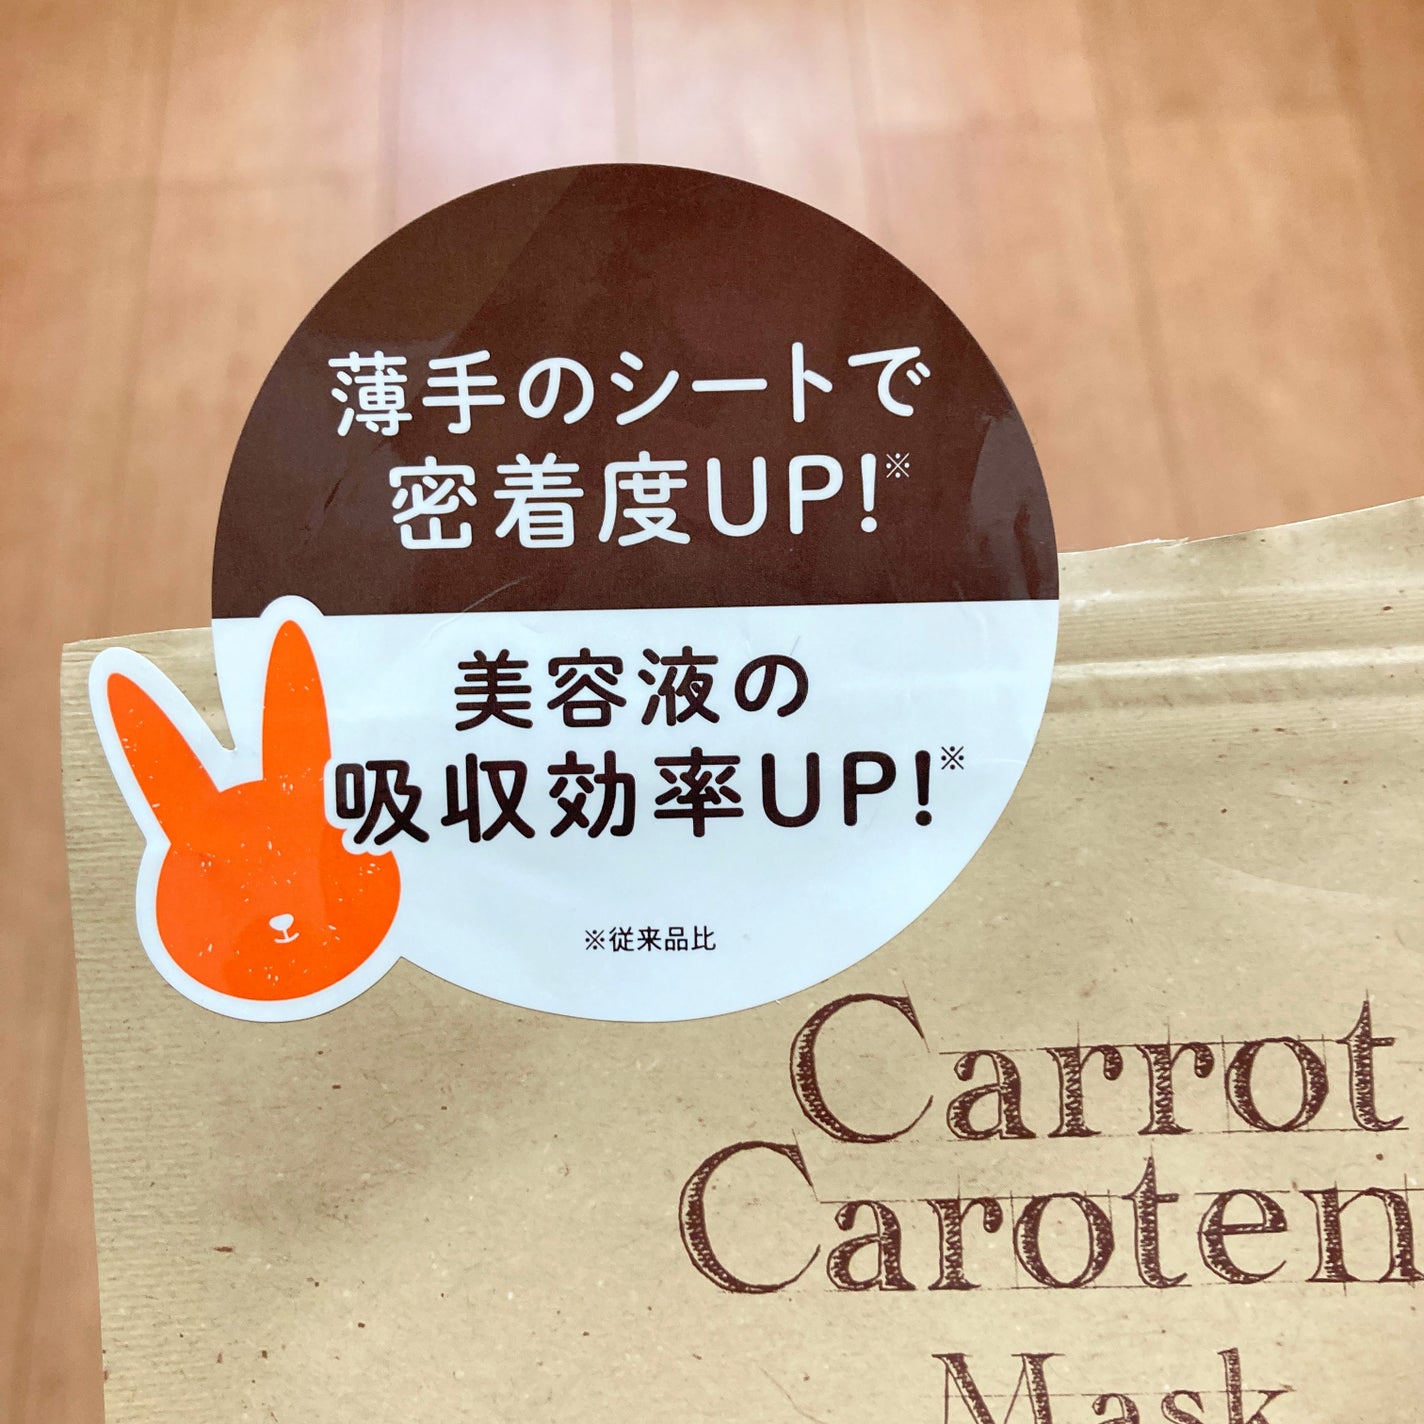 薄手のシートで
密着度UP!※
美容液の
吸収効率UP!※
※従来品比
Carrot
Caroten
Mask